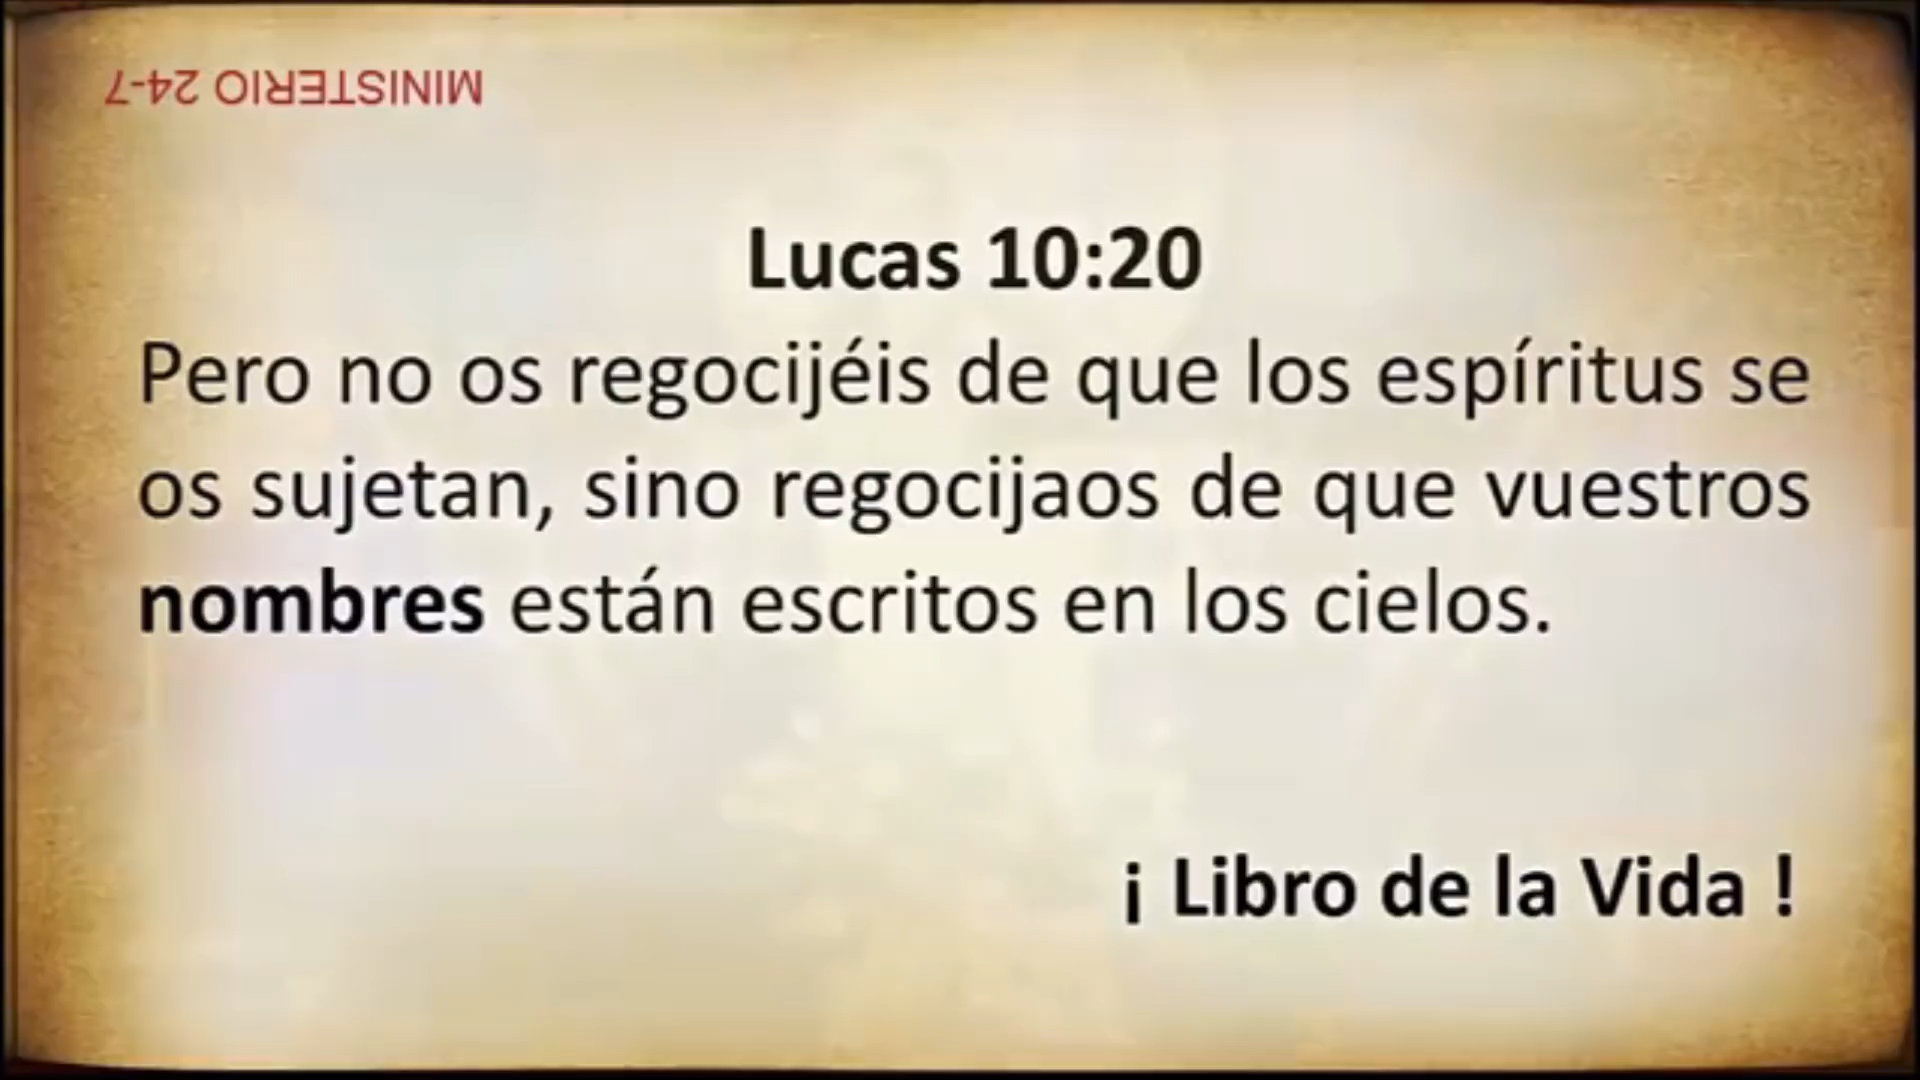 MINISTERIO 24-7
Lucas 10:20
Pero no os regocijéis de que los espíritus se
os sujetan, sino regocijaos de que vuestros
nombres están escritos en los cielos.
¡ Libro de la Vida !